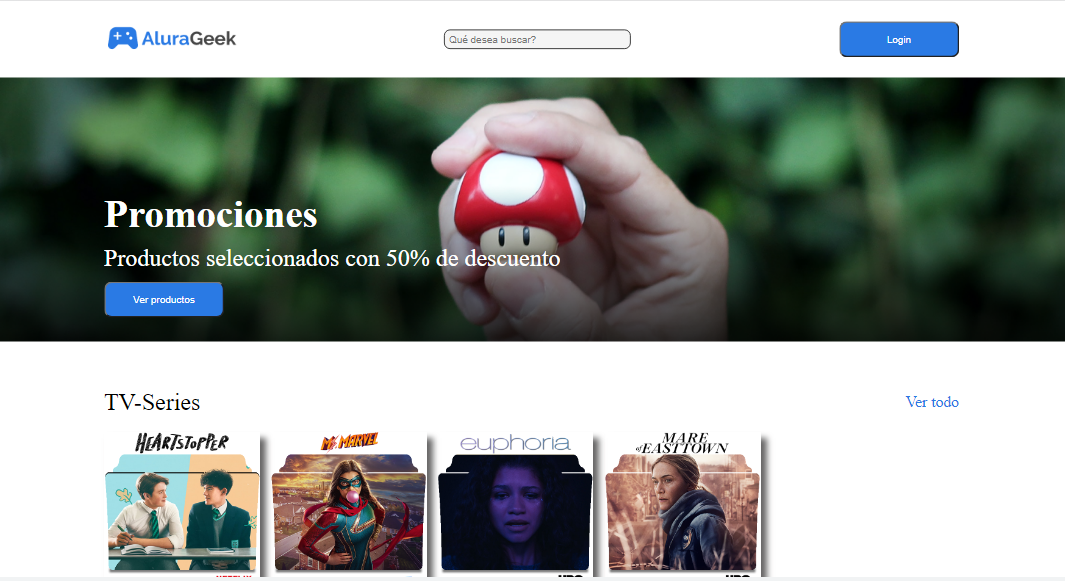 AluraGeek
Qué desea buscar?
Login
Promociones
Productos seleccionados con 50% de descuento
Ver productos
TV-Series
Ver todo
HEARTSTOPPER
MS. MARVEL
euphoria
MARE
of EASTTOWN